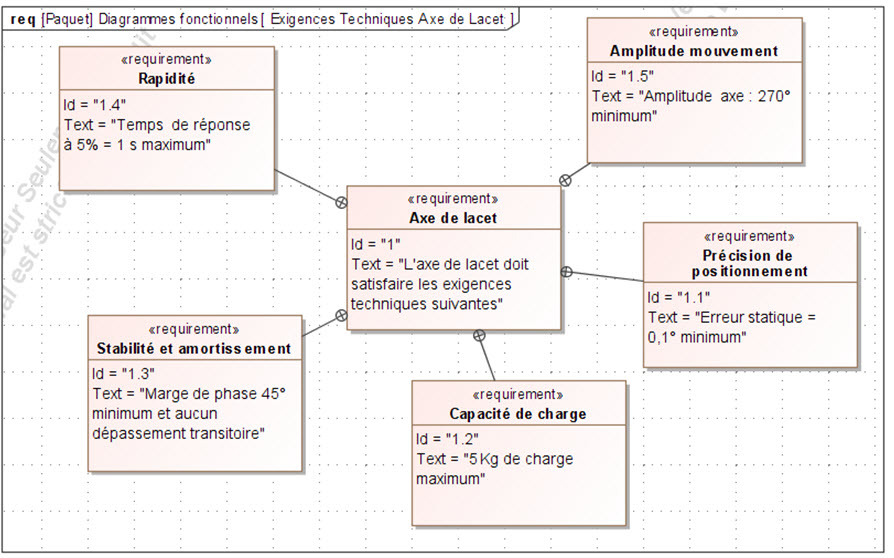 req [Paquet] Diagrammes fonctionnels [ Exigences Techniques Axe de Lacet ]
«requirement»
Rapidité
Id = "1.4"
Text = "Temps de réponse
à 5% = 1 s maximum"
«requirement»
Amplitude mouvement
Id = "1.5"
Text = "Amplitude axe : 270°
minimum"
«requirement»
Axe de lacet
Id = "1"
Text = "L'axe de lacet doit
satisfaire les exigences
techniques suivantes"
«requirement»
Précision de
positionnement
Id = "1.1"
Text = "Erreur statique =
0,1° minimum"
«requirement»
Stabilité et amortissement
Id = "1.3"
Text = "Marge de phase 45°
minimum et aucun
dépassement transitoire"
«requirement»
Capacité de charge
Id = "1.2"
Text = "5 Kg de charge
maximum"